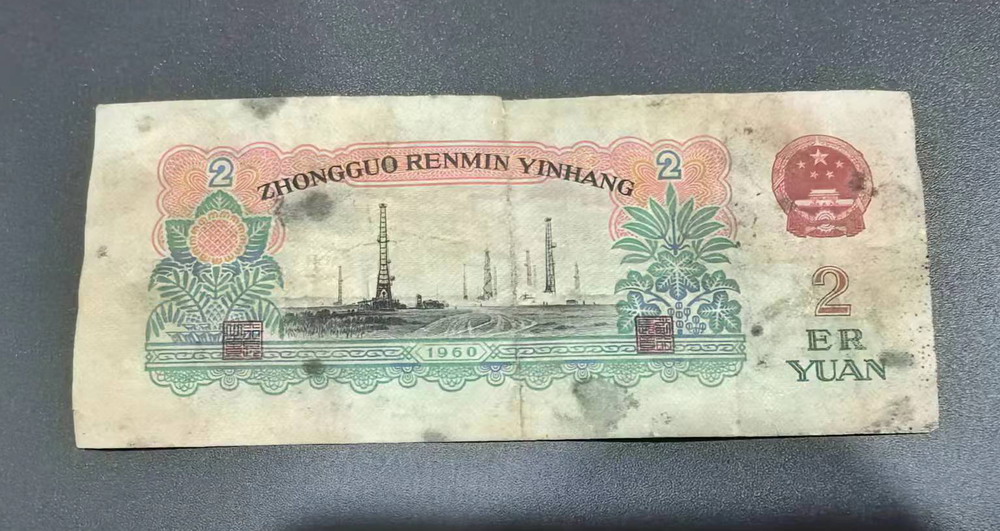 2
2
ZHONGGUO RENMIN YINHANG
2
ER
YUAN
1960